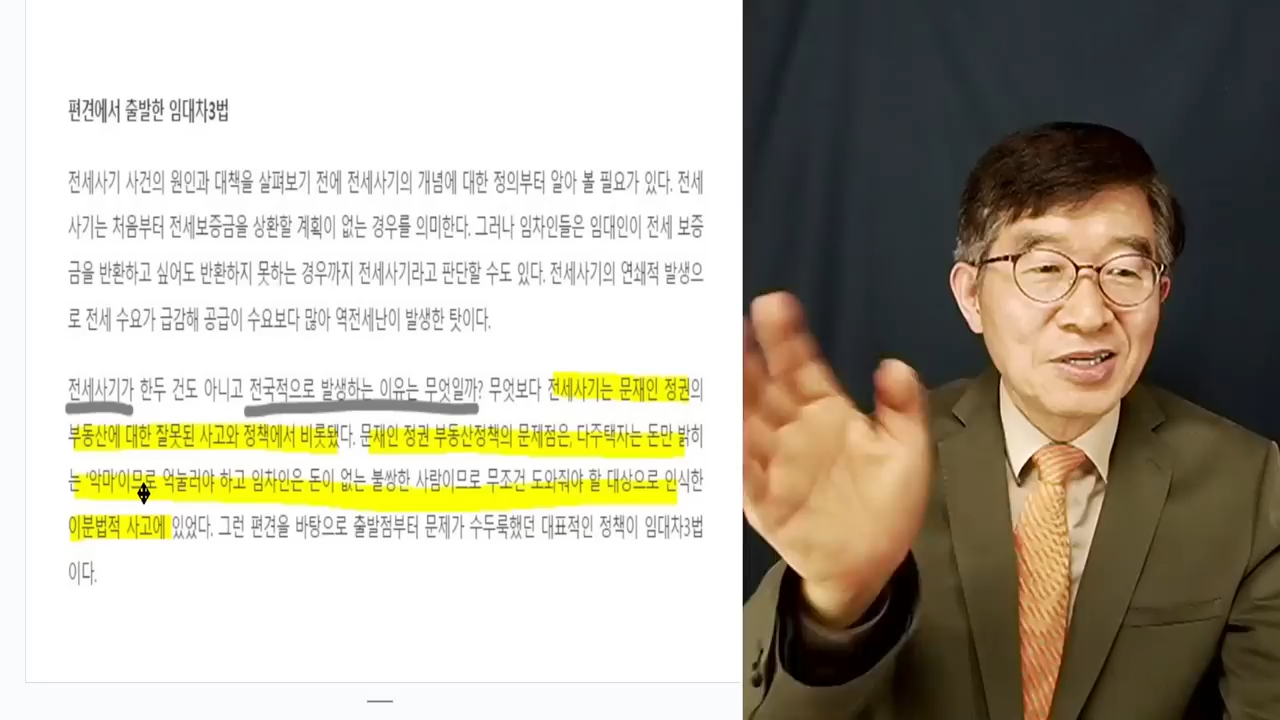 편견에서 출발한 임대차3법
전세사기 사건의 원인과 대책을 살펴보기 전에 전세사기의 개념에 대한 정의부터 알아 볼 필요가 있다. 전세
사기는 처음부터 전세보증금을 상환할 계획이 없는 경우를 의미한다. 그러나 임차인들은 임대인이 전세 보증
금을 반환하고 싶어도 반환하지 못하는 경우까지 전세사기라고 판단할 수도 있다. 전세사기의 연쇄적 발생으
로 전세 수요가 급감해 공급이 수요보다 많아 역전세난이 발생한 탓이다.
전세사기가 한두 건도 아니고 전국적으로 발생하는 이유는 무엇일까? 무엇보다 전세사기는 문재인 정권의
부동산에 대한 잘못된 사고와 정책에서 비롯됐다. 문재인 정권 부동산정책의 문제점은, 다주택자는 돈만 밝히
는 '악마'이므로 억눌러야 하고 임차인은 돈이 없는 불쌍한 사람이므로 무조건 도와줘야 할 대상으로 인식한
이분법적 사고에 있었다. 그런 편견을 바탕으로 출발점부터 문제가 수두룩했던 대표적인 정책이 임대차3법
이다.